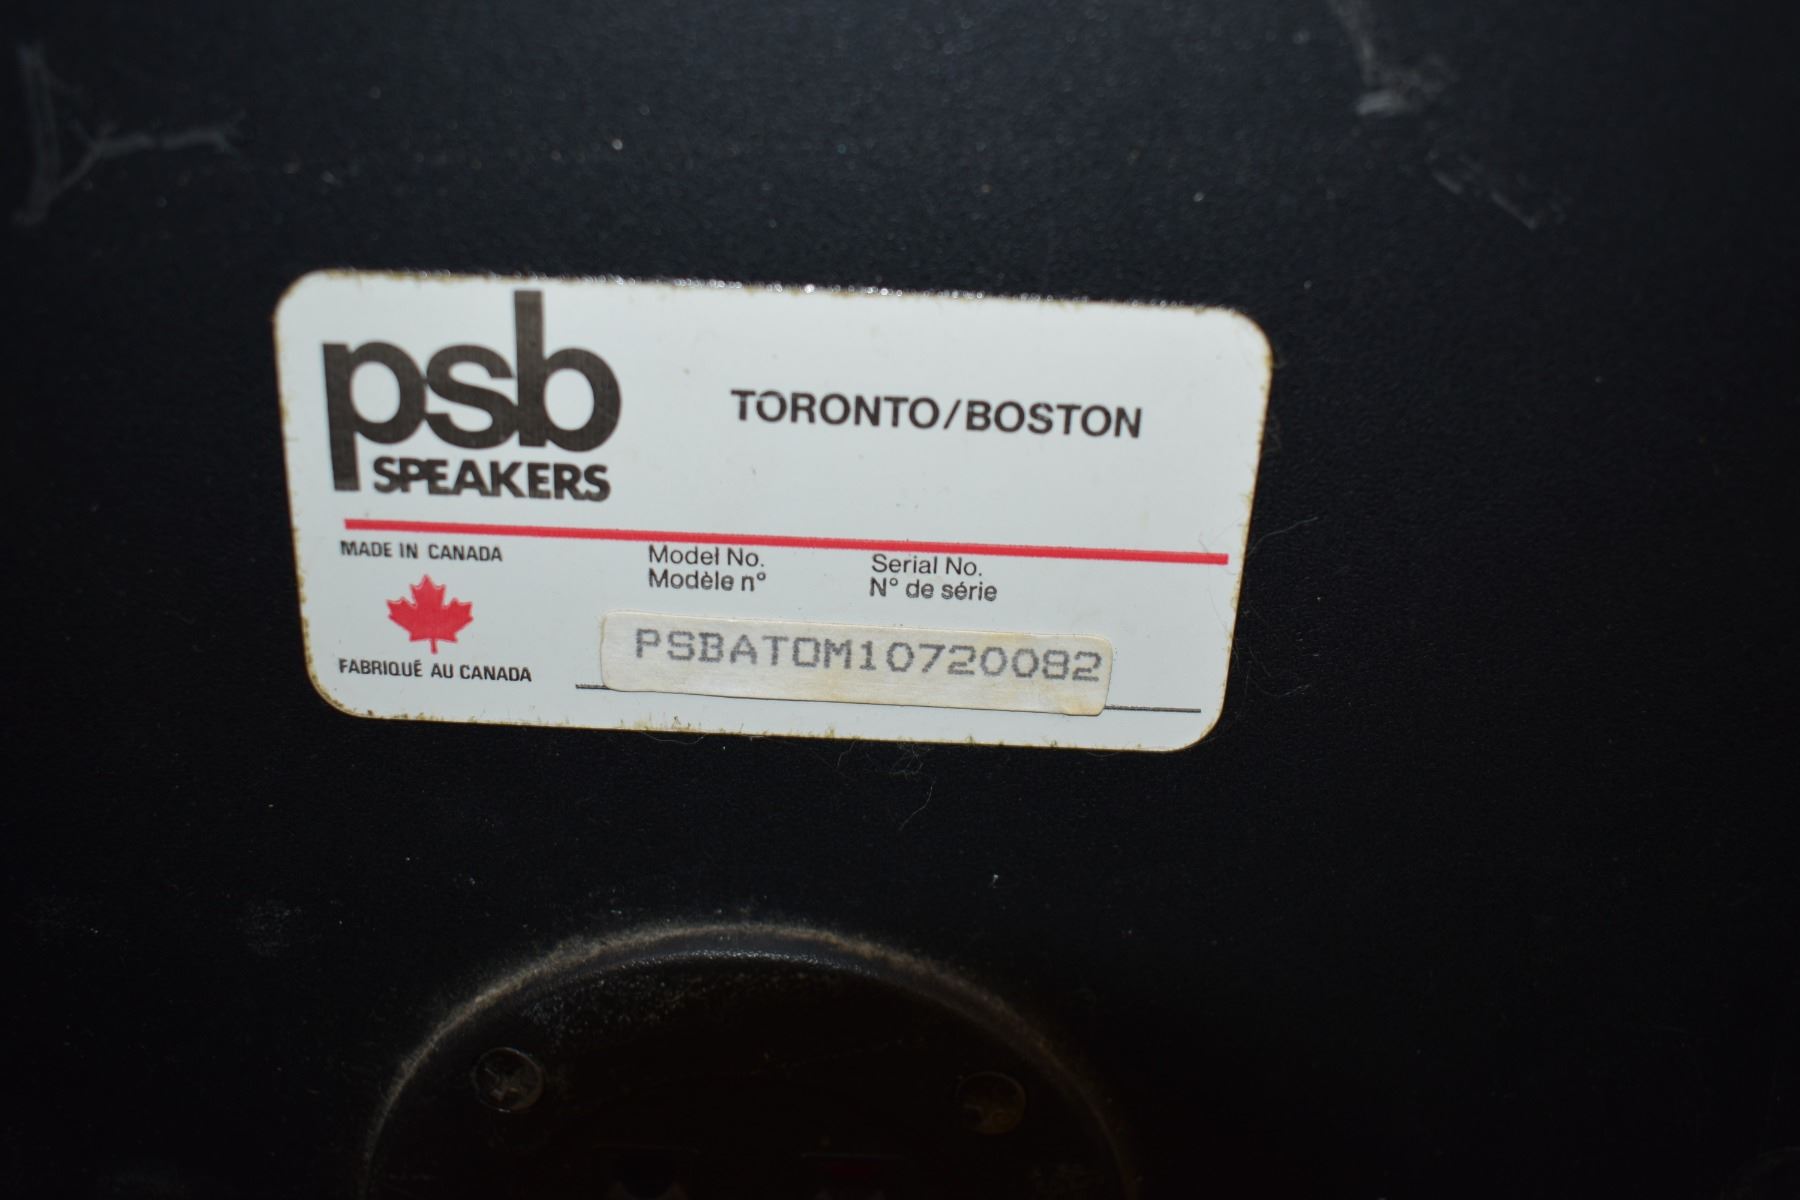 psb
SPEAKERS
TORONTO/BOSTON
MADE IN CANADA
FABRIQUÉ AU CANADA
Model No.
Modèle n°
Serial No.
N° de série
PSBATOM10720082